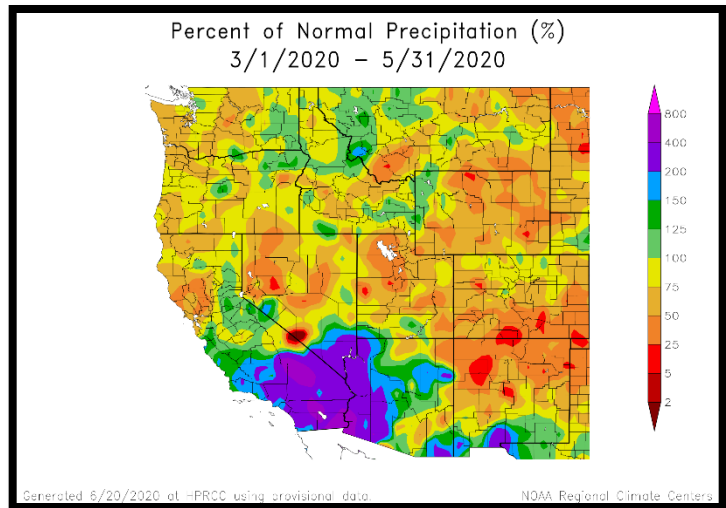 Percent of Normal Precipitation (%)
3/1/2020 – 5/31/2020
800
400
200
150
125
100
75
50
25
5
2
Generated 6/20/2020 at HPRCC using provisional data.
NOAA Regional Climate Centers